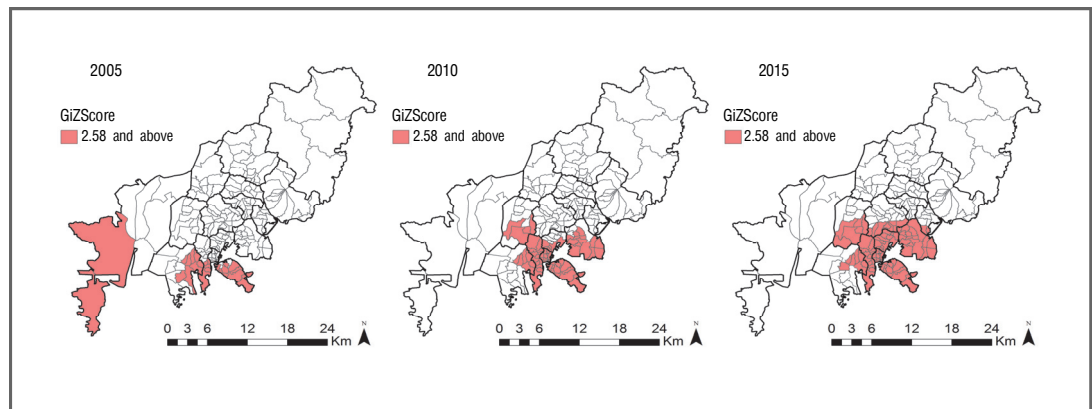 2005
GiZScore
2.58 and above
0 3 6 12 18 24
Km
N
2010
GiZScore
2.58 and above
0 3 6 12 18 24
Km
N
2015
GiZScore
2.58 and above
0 3 6 12 18 24
Km
N